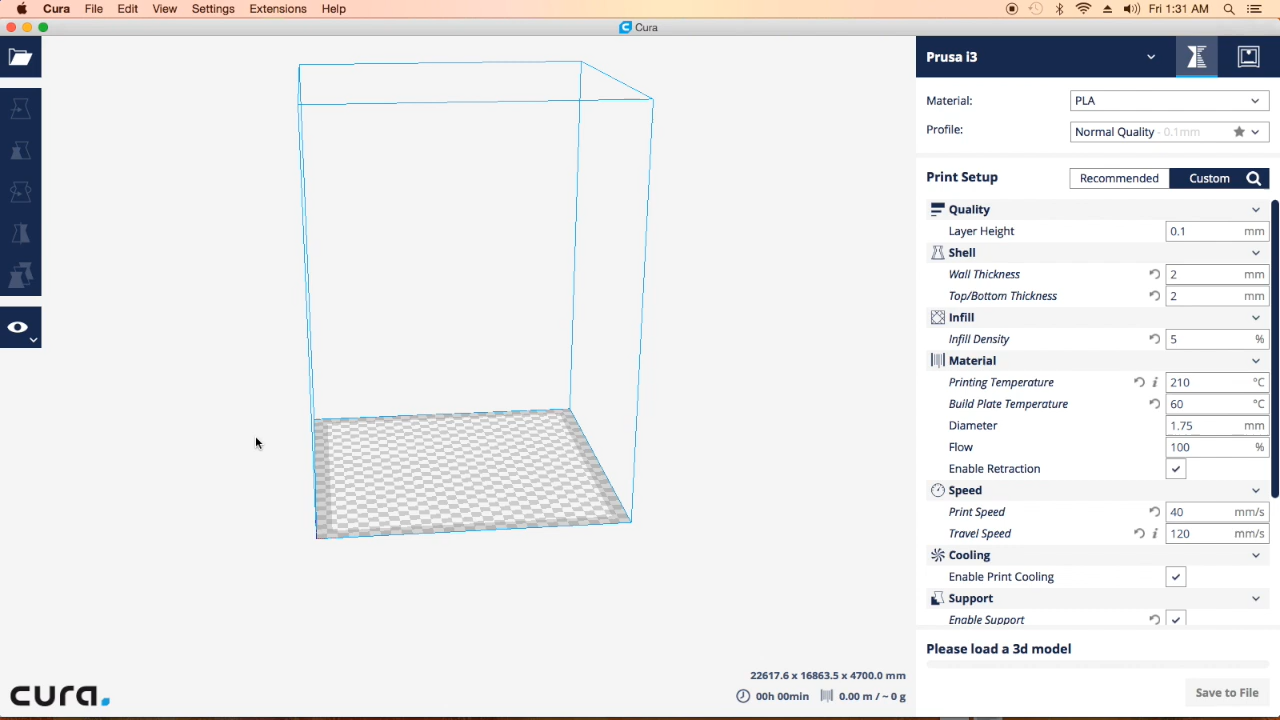 Cura File Edit View Settings Extensions Help Fri 1:31 AM
Cura
Prusa i3
Material: PLA
Profile: Normal Quality - 0.1mm
Print Setup Recommended Custom
Quality
Layer Height 0.1 mm
Shell
Wall Thickness 2 mm
Top/Bottom Thickness 2 mm
Infill
Infill Density 5 %
Material
Printing Temperature i 210 °C
Build Plate Temperature 60 °C
Diameter 1.75 mm
Flow 100 %
Enable Retraction
Speed
Print Speed 40 mm/s
Travel Speed i 120 mm/s
Cooling
Enable Print Cooling
Support
Enable Support
Please load a 3d model
22617.6 x 16863.5 x 4700.0 mm
00h 00min 0.00 m / ~ 0 g
Save to File
cura.